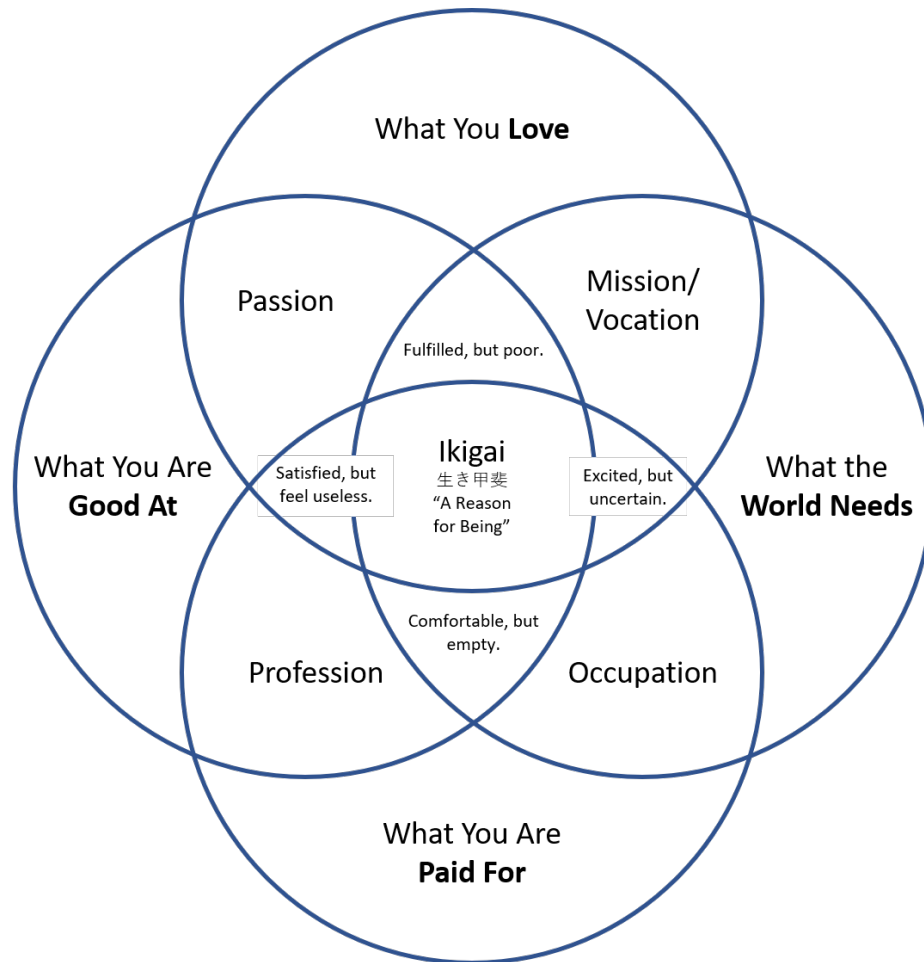 What You Love
Passion
Mission/
Vocation
Fulfilled, but poor.
What You Are
Good At
Satisfied, but
feel useless.
Ikigai
生き甲斐
“A Reason
for Being”
Excited, but
uncertain.
What the
World Needs
Comfortable, but
empty.
Profession
Occupation
What You Are
Paid For